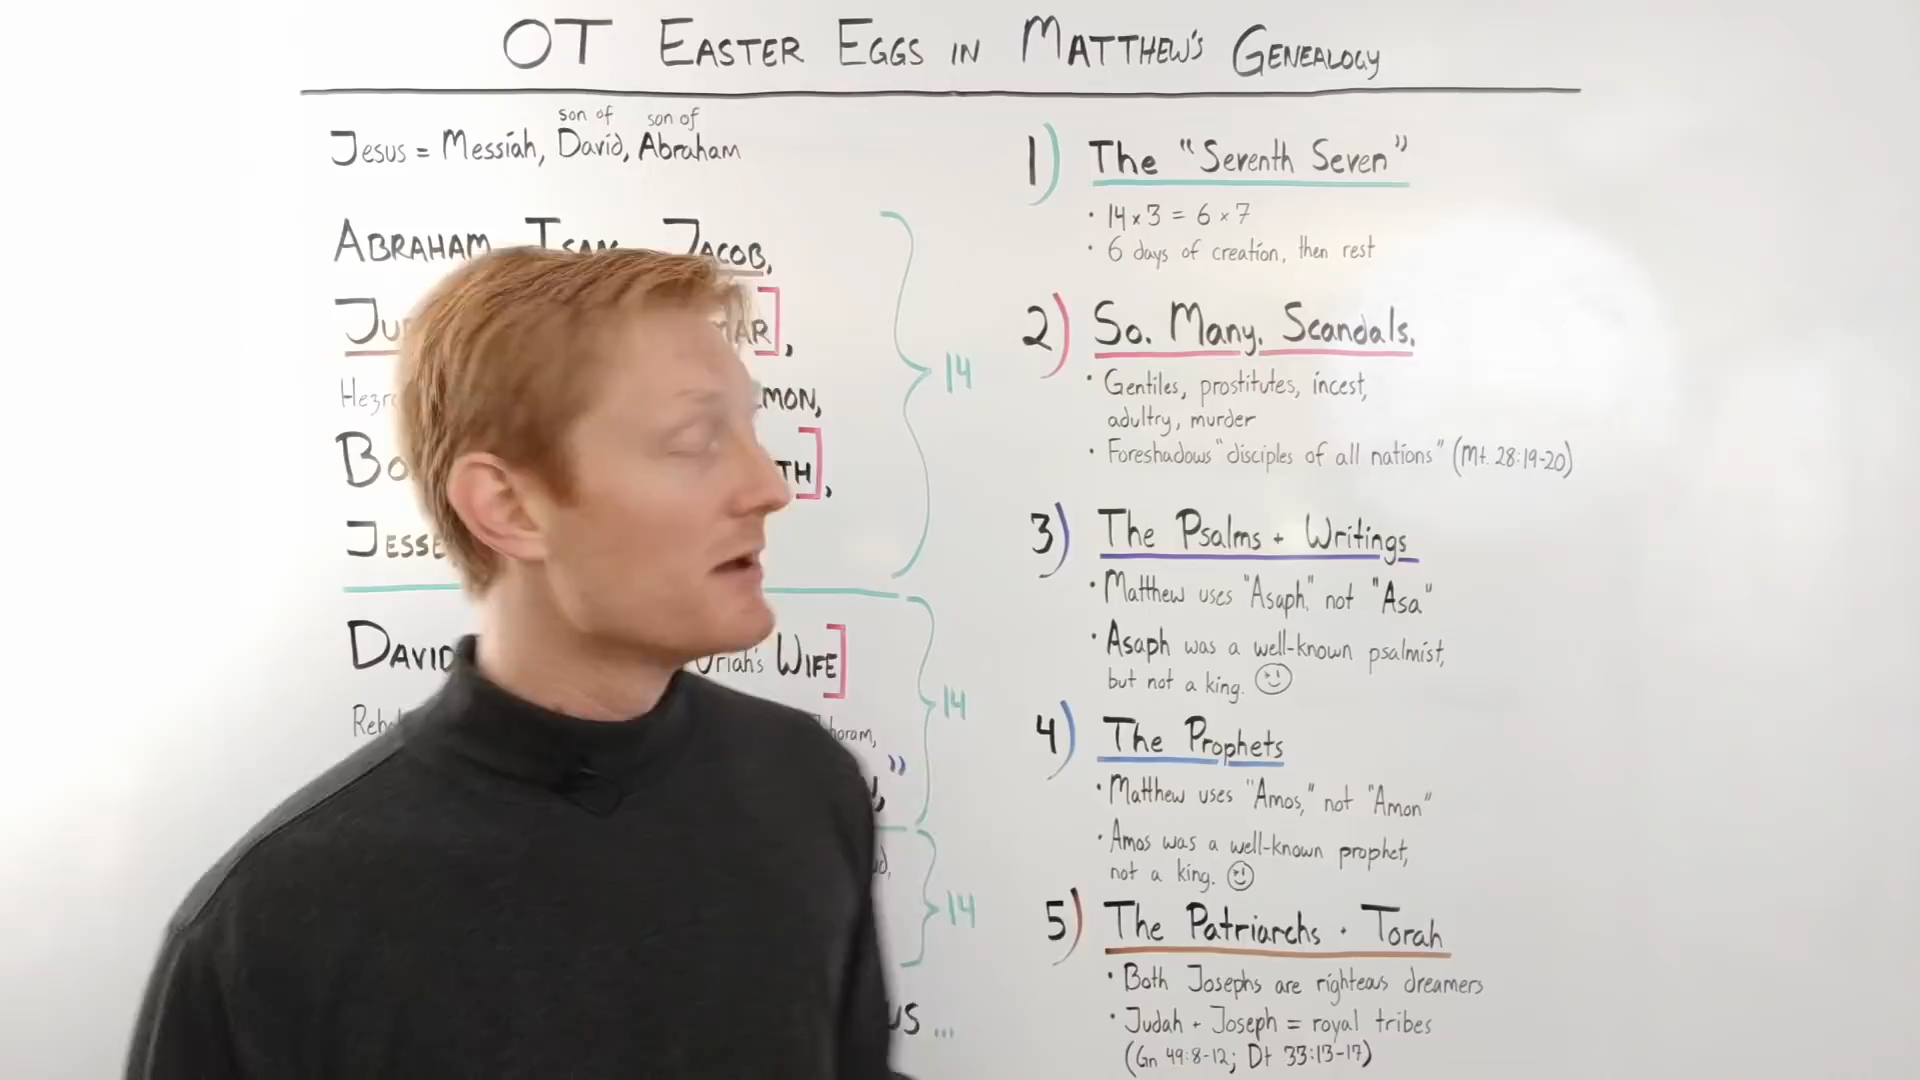 OT EASTER EGGS IN MATTHEW'S GENEALOGY
son of son of
Jesus = Messiah, David, Abraham
ABRAHAM JACOB,
MAR],
Hezr
MON,
BO
TH],
JESSE
14
DAVID Uriah's WIFE]
Reh horam,
”
14
14
US ...
1) The "Seventh Seven"
• 14 x 3 = 6 x 7
• 6 days of creation, then rest
2) So. Many. Scandals.
• Gentiles, prostitutes, incest,
adultry, murder
• Foreshadows "disciples of all nations" (Mt. 28:19-20)
3) The Psalms + Writings
• Matthew uses "Asaph," not "Asa"
• Asaph was a well-known psalmist,
but not a king.
4) The Prophets
• Matthew uses "Amos," not "Amon"
• Amos was a well-known prophet,
not a king.
5) The Patriarchs + Torah
• Both Josephs are righteous dreamers
• Judah + Joseph = royal tribes
(Gn 49:8-12; Dt 33:13-17)